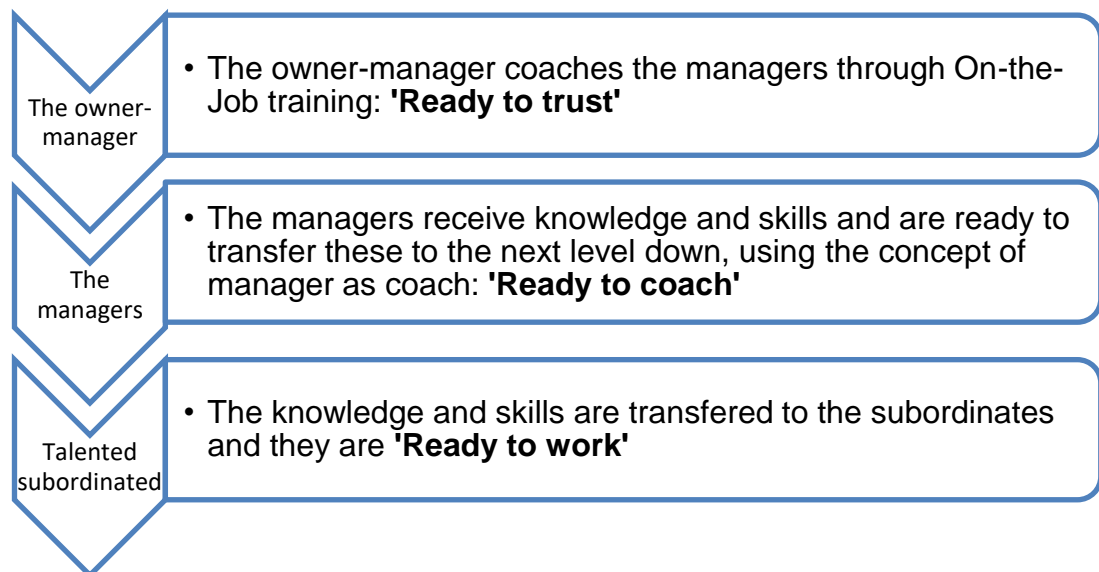 The owner-
manager
• The owner-manager coaches the managers through On-the-
Job training: 'Ready to trust'
The
managers
• The managers receive knowledge and skills and are ready to
transfer these to the next level down, using the concept of
manager as coach: 'Ready to coach'
Talented
subordinated
• The knowledge and skills are transfered to the subordinates
and they are 'Ready to work'